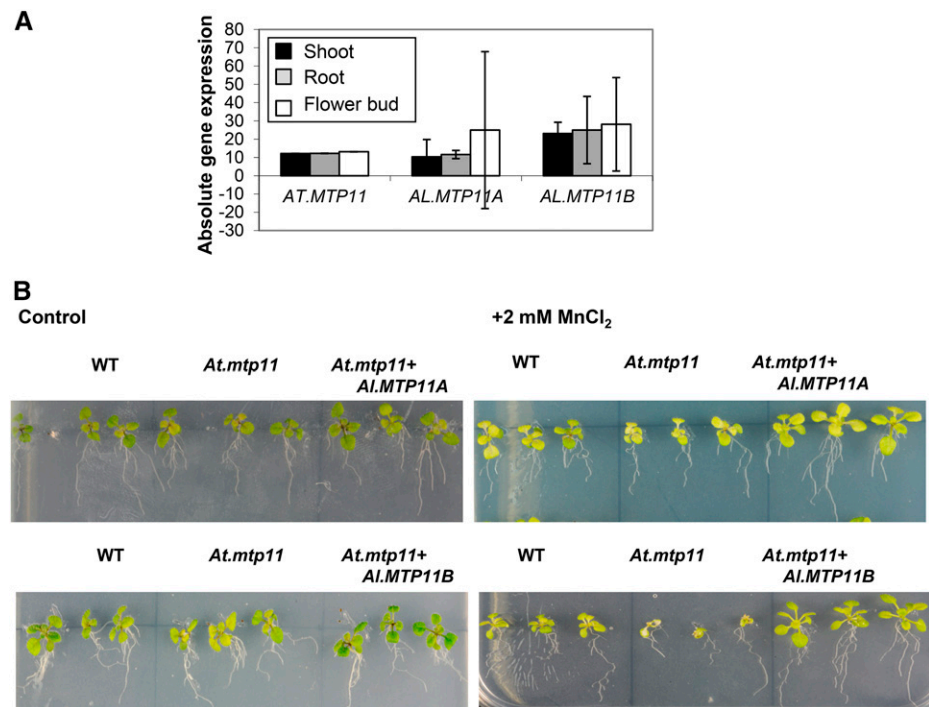 A
Absolute gene expression
80
70
60
50
40
30
20
10
0
-10
-20
-30
Shoot
Root
Flower bud
AT.MTP11 AL.MTP11A AL.MTP11B
B
Control +2 mM MnCl₂
WT At.mtp11 At.mtp11+ Al.MTP11A WT At.mtp11 At.mtp11+ Al.MTP11A
WT At.mtp11 At.mtp11+ Al.MTP11B WT At.mtp11 At.mtp11+ Al.MTP11B